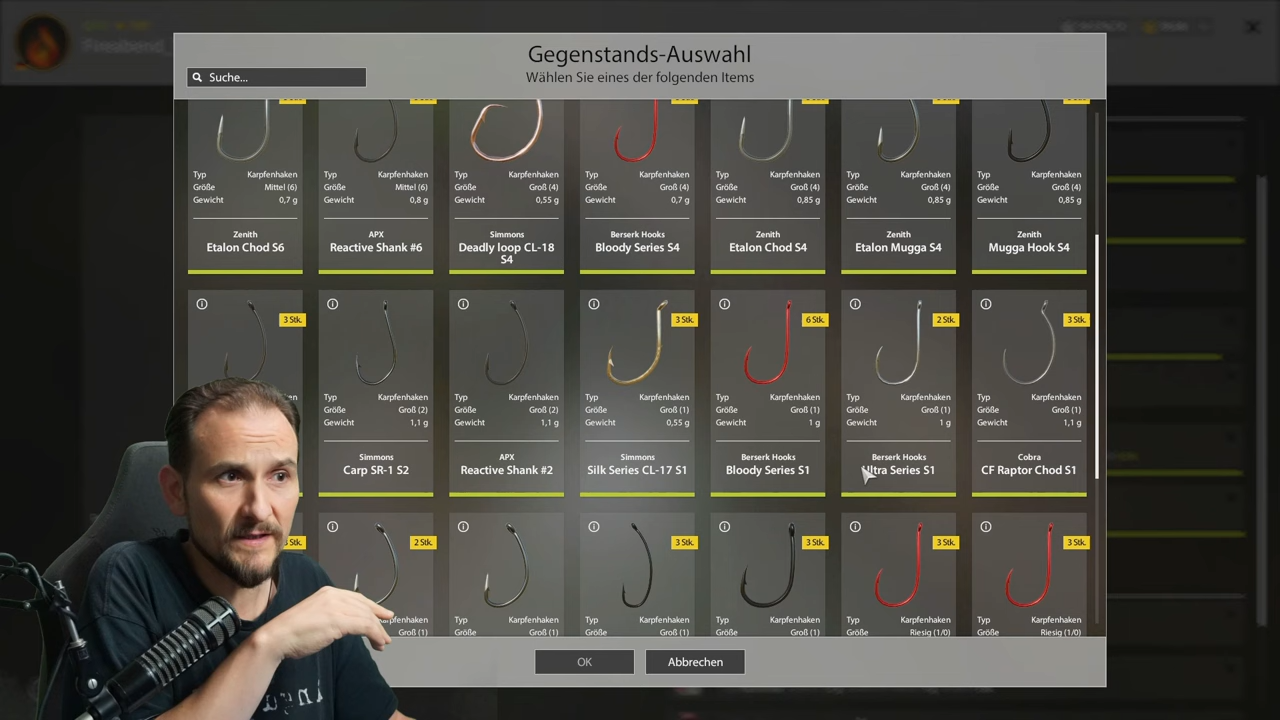 Gegenstands-Auswahl
Wählen Sie eines der folgenden Items
Suche...
Typ Karpfenhaken
Größe Mittel (6)
Gewicht 0,7 g
Zenith
Etalon Chod S6
Typ Karpfenhaken
Größe Mittel (6)
Gewicht 0,8 g
APX
Reactive Shank #6
Typ Karpfenhaken
Größe Groß (4)
Gewicht 0,55 g
Simmons
Deadly loop CL-18
S4
Typ Karpfenhaken
Größe Groß (4)
Gewicht 0,7 g
Berserk Hooks
Bloody Series S4
Typ Karpfenhaken
Größe Groß (4)
Gewicht 0,85 g
Zenith
Etalon Chod S4
Typ Karpfenhaken
Größe Groß (4)
Gewicht 0,85 g
Zenith
Etalon Mugga S4
Typ Karpfenhaken
Größe Groß (4)
Gewicht 0,85 g
Zenith
Mugga Hook S4
3 Stk.
Typ Karpfenhaken
Größe Groß (2)
Gewicht 1,1 g
Simmons
Carp SR-1 S2
Typ Karpfenhaken
Größe Groß (2)
Gewicht 1,1 g
APX
Reactive Shank #2
3 Stk.
Typ Karpfenhaken
Größe Groß (1)
Gewicht 0,55 g
Simmons
Silk Series CL-17 S1
6 Stk.
Typ Karpfenhaken
Größe Groß (1)
Gewicht 1 g
Berserk Hooks
Bloody Series S1
2 Stk.
Typ Karpfenhaken
Größe Groß (1)
Gewicht 1 g
Berserk Hooks
Ultra Series S1
3 Stk.
Typ Karpfenhaken
Größe Groß (1)
Gewicht 1,1 g
Cobra
CF Raptor Chod S1
2 Stk.
Karpfenhaken
Groß (1)
Typ Karpfenhaken
Größe Groß (1)
3 Stk.
Typ Karpfenhaken
Größe Groß (1)
3 Stk.
Typ Karpfenhaken
Größe Groß (1)
3 Stk.
Typ Karpfenhaken
Größe Riesig (1/0)
3 Stk.
Typ Karpfenhaken
Größe Riesig (1/0)
OK
Abbrechen